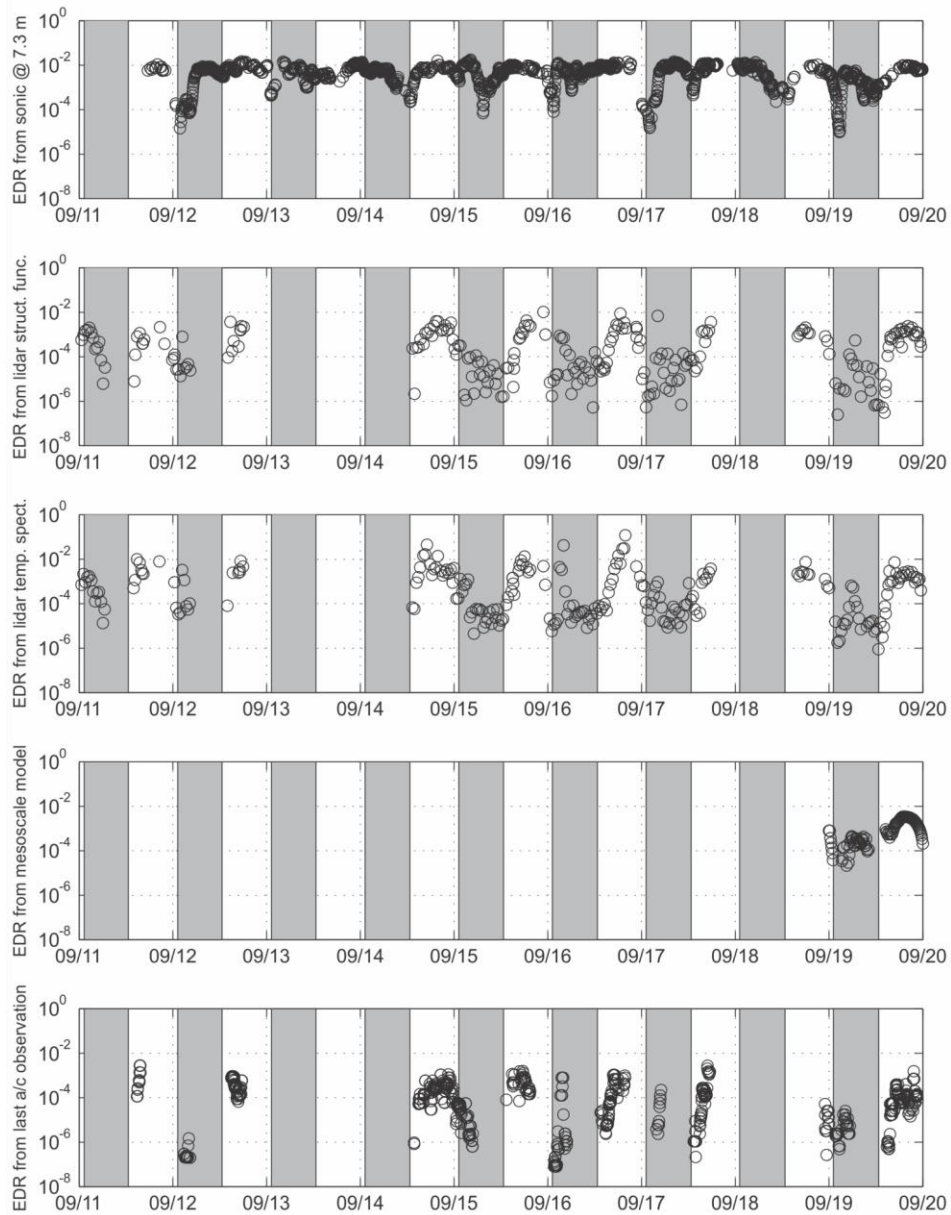 EDR from sonic @ 7.3 m
10^0
10^-2
10^-4
10^-6
10^-8
09/11 09/12 09/13 09/14 09/15 09/16 09/17 09/18 09/19 09/20
EDR from lidar struct. func.
10^0
10^-2
10^-4
10^-6
10^-8
09/11 09/12 09/13 09/14 09/15 09/16 09/17 09/18 09/19 09/20
EDR from lidar temp. spect.
10^0
10^-2
10^-4
10^-6
10^-8
09/11 09/12 09/13 09/14 09/15 09/16 09/17 09/18 09/19 09/20
EDR from mesoscale model
10^0
10^-2
10^-4
10^-6
10^-8
09/11 09/12 09/13 09/14 09/15 09/16 09/17 09/18 09/19 09/20
EDR from last a/c observation
10^0
10^-2
10^-4
10^-6
10^-8
09/11 09/12 09/13 09/14 09/15 09/16 09/17 09/18 09/19 09/20